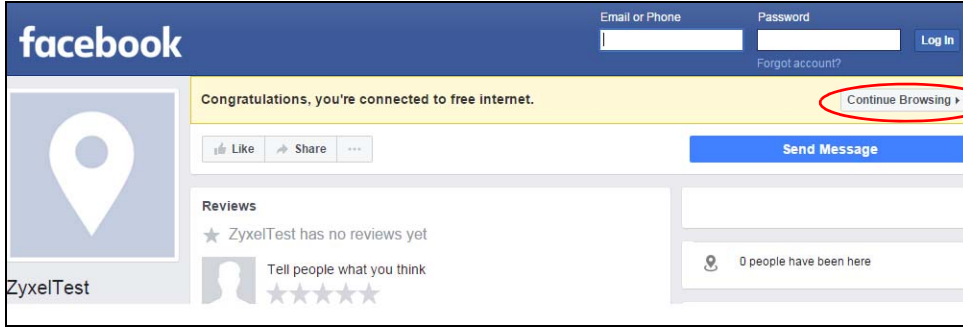 Email or Phone Password
facebook
Log In
Forgot account?
Congratulations, you're connected to free internet.
Continue Browsing
Like Share ...
Send Message
Reviews
ZyxelTest has no reviews yet
Tell people what you think
0 people have been here
ZyxelTest